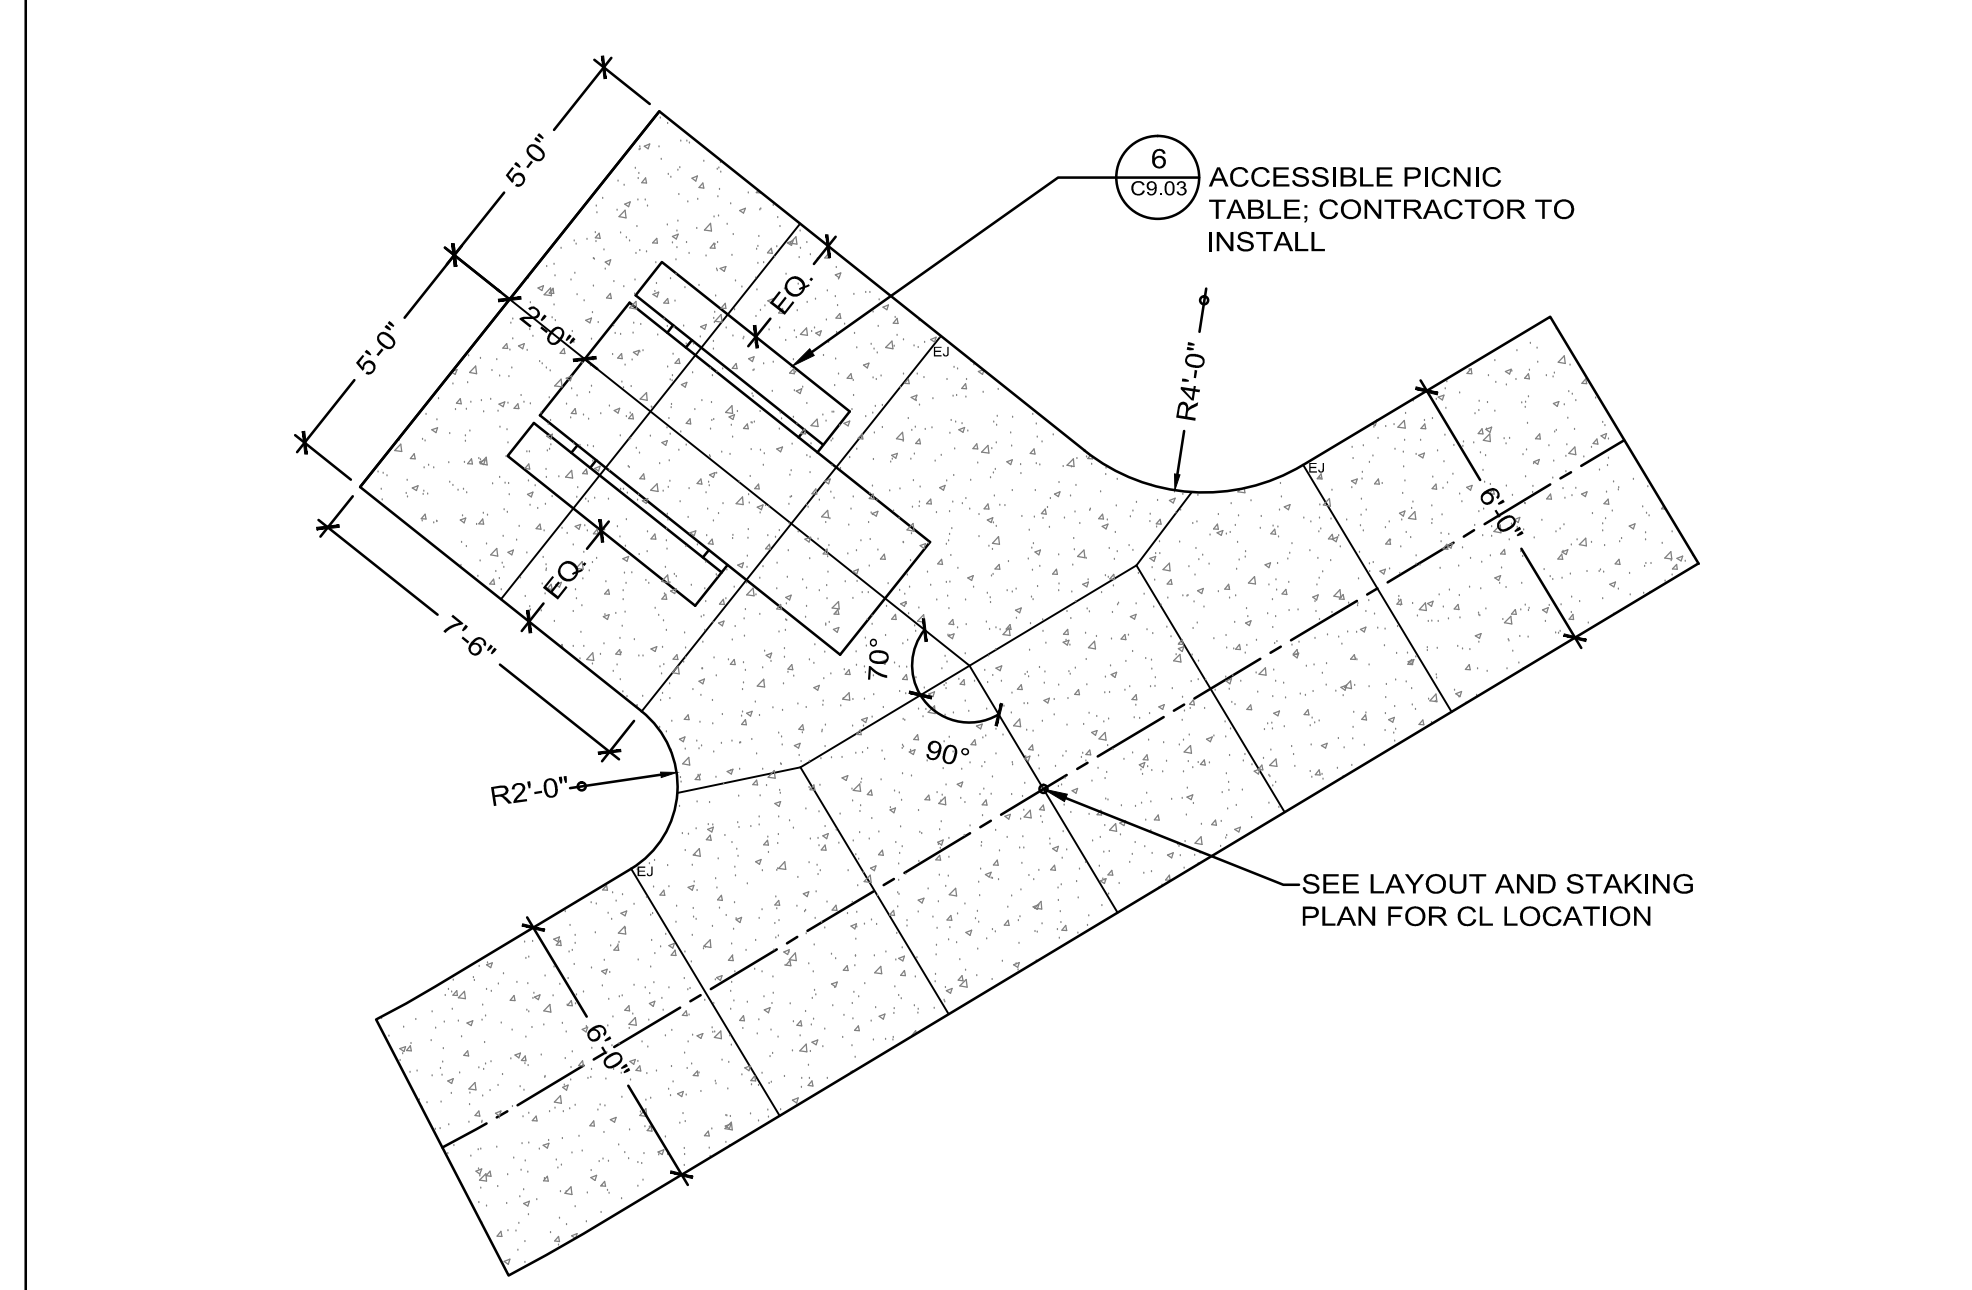 5'-0"
6
C9.03
ACCESSIBLE PICNIC
TABLE; CONTRACTOR TO
INSTALL
EQ.
2'-0"
5'-0"
EJ
R4'-0"
EJ
6'-0"
EQ.
7'-6"
70°
90°
R2'-0"
EJ
SEE LAYOUT AND STAKING
PLAN FOR CL LOCATION
6'-0"